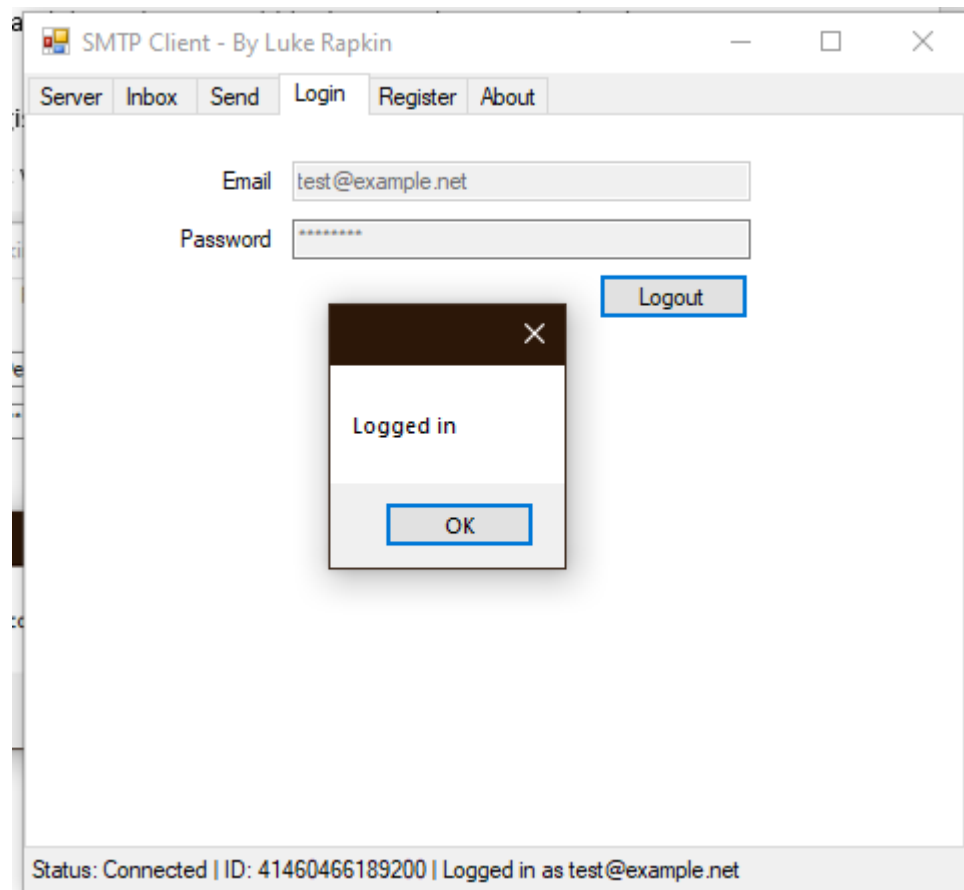 SMTP Client - By Luke Rapkin
Server Inbox Send Login Register About
Email test@example.net
Password ********
Logout
Logged in
OK
Status: Connected | ID: 41460466189200 | Logged in as test@example.net